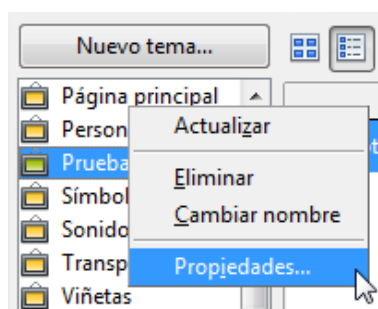 Nuevo tema...
Página principal
Person
Actualizar
Prueba
Eliminar
Símbol
Cambiar nombre
Sonido
Transp
Propiedades...
Viñetas